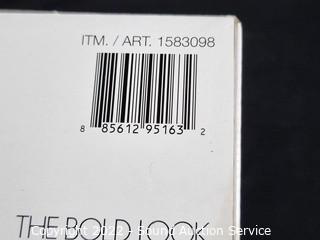 ITM. / ART. 1583098
8 85612 95163 2
THE BOLD LOOK
Copyright 2022 - Sound Auction Service